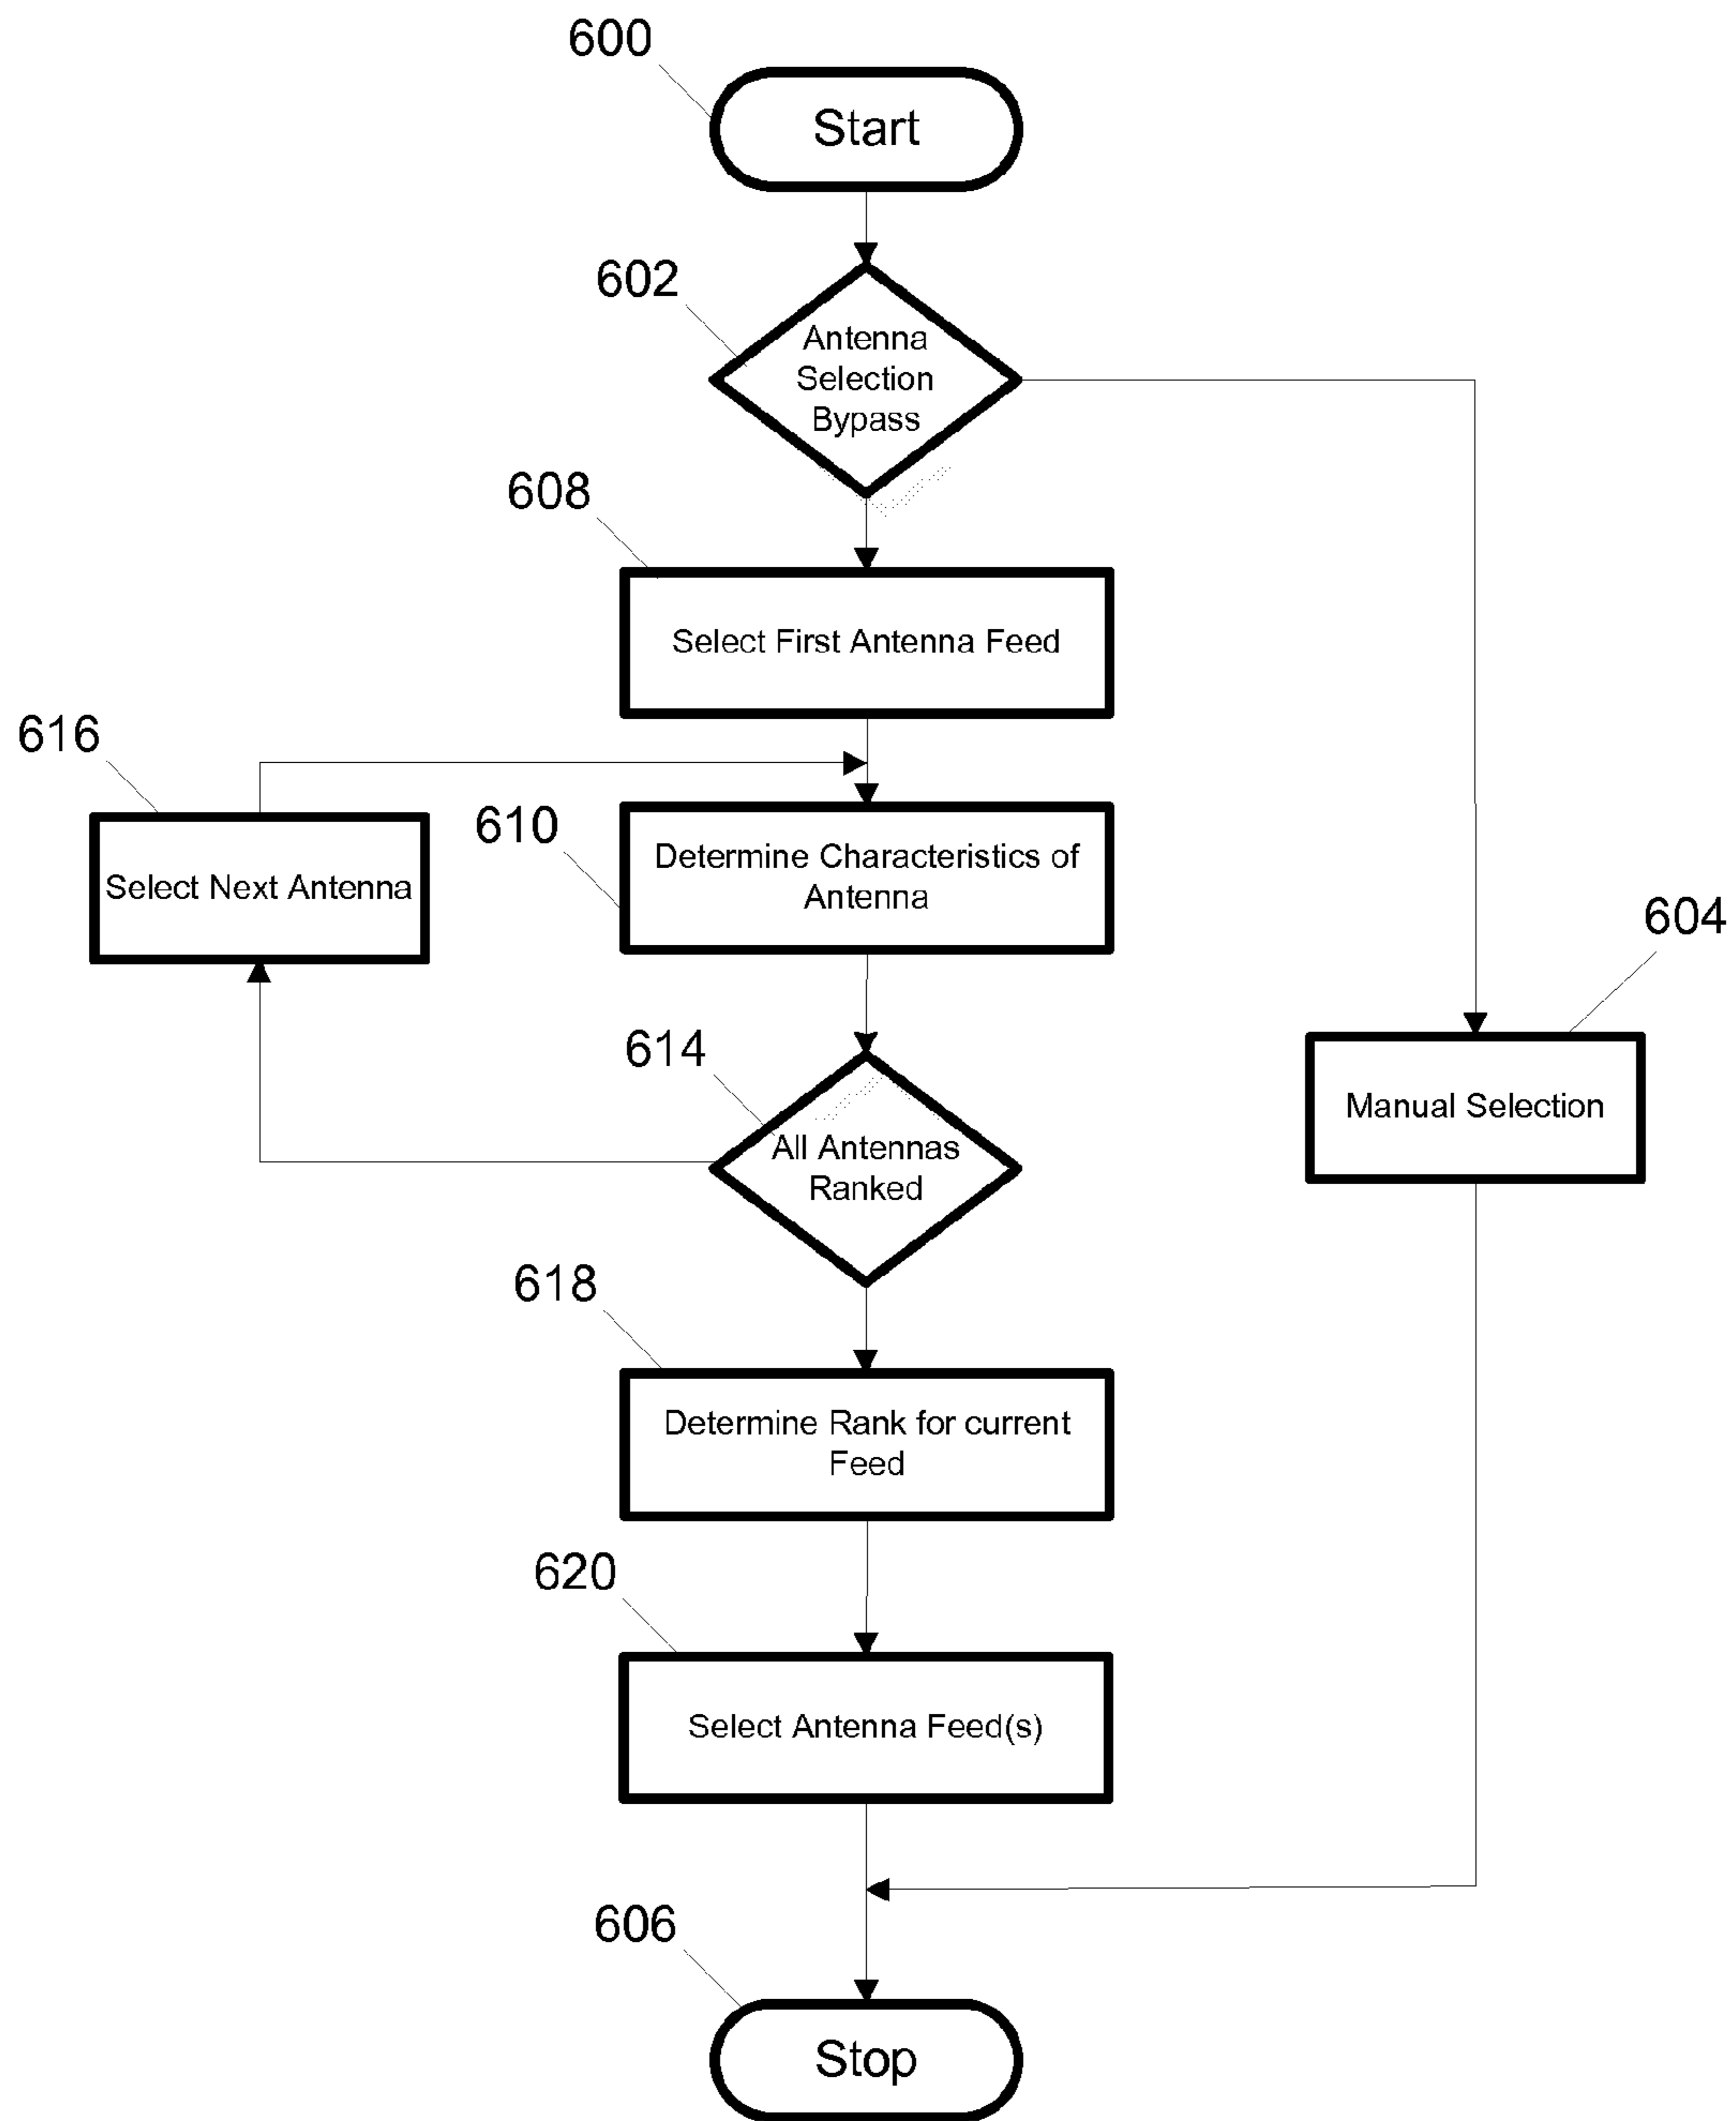 600
Start
602
Antenna
Selection
Bypass
608
Select First Antenna Feed
616
Select Next Antenna
610
Determine Characteristics of
Antenna
604
Manual Selection
614
All Antennas
Ranked
618
Determine Rank for current
Feed
620
Select Antenna Feed(s)
606
Stop